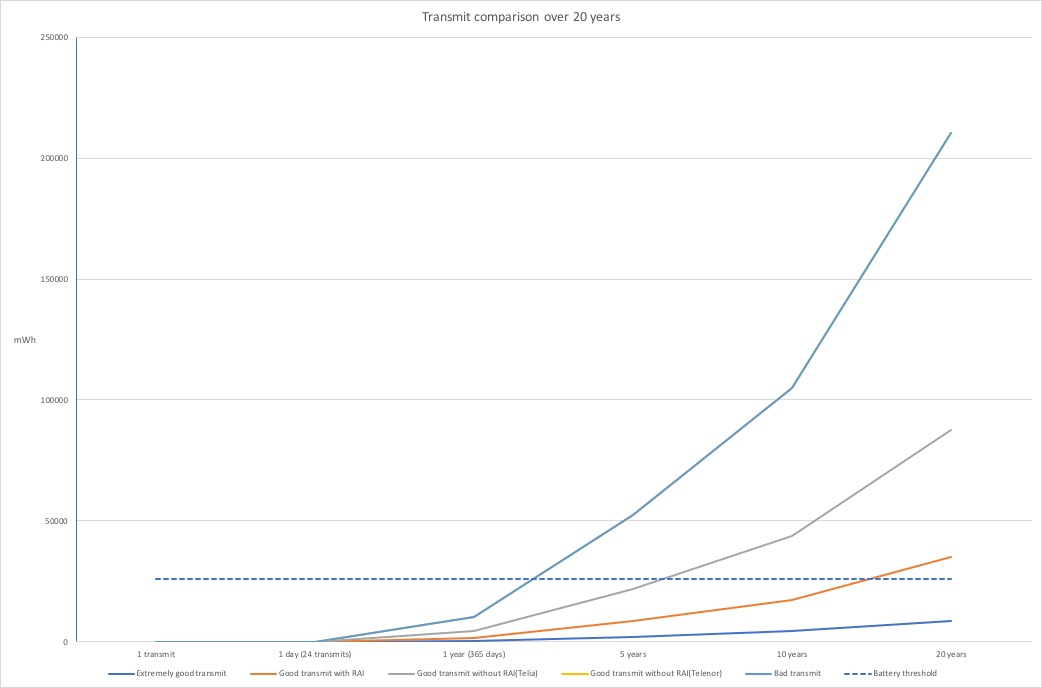 Transmit comparison over 20 years
250000
200000
150000
mWh
100000
50000
0
1 transmit
1 day (24 transmits)
1 year (365 days)
5 years
10 years
20 years
Extremely good transmit
Good transmit with RAI
Good transmit without RAI(Telia)
Good transmit without RAI(Telenor)
Bad transmit
Battery threshold